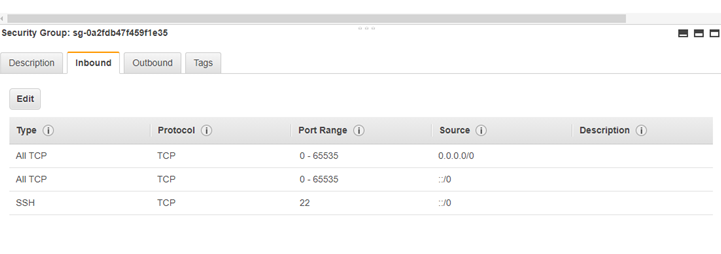 Security Group: sg-0a2fdb47f459f1e35
Description Inbound Outbound Tags
Edit
Type Protocol Port Range Source Description
All TCP TCP 0 - 65535 0.0.0.0/0
All TCP TCP 0 - 65535 ::/0
SSH TCP 22 ::/0